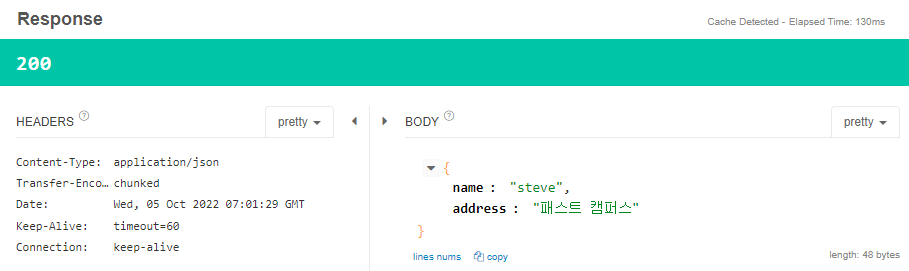 Response
Cache Detected - Elapsed Time: 130ms
200
HEADERS ?
pretty
BODY ?
pretty
Content-Type: application/json
Transfer-Enco... chunked
Date: Wed, 05 Oct 2022 07:01:29 GMT
Keep-Alive: timeout=60
Connection: keep-alive
{
name : "steve",
address : "패스트 캠퍼스"
}
lines nums copy
length: 48 bytes